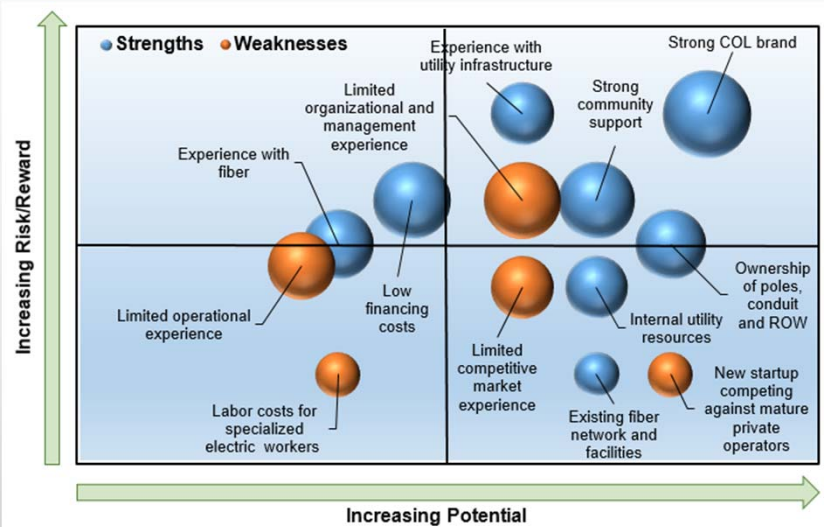 Strengths
Weaknesses
Experience with
utility infrastructure
Strong COL brand
Limited
organizational and
management
experience
Strong
community
support
Experience with
fiber
Low
financing
costs
Ownership
of poles,
conduit
and ROW
Limited operational
experience
Internal utility
resources
Limited
competitive
market
experience
New startup
competing
against mature
private
operators
Labor costs for
specialized
electric workers
Existing fiber
network and
facilities
Increasing Risk/Reward
Increasing Potential